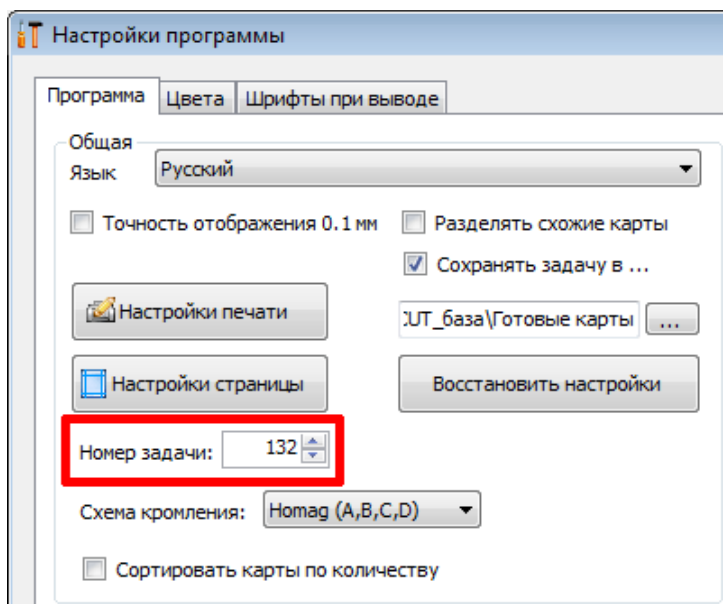 Настройки программы
Программа Цвета Шрифты при выводе
Общая
Язык Русский
Точность отображения 0.1 мм Разделять схожие карты
Сохранять задачу в ...
Настройки печати :UT_база\Готовые карты ...
Настройки страницы Восстановить настройки
Номер задачи: 132
Схема кромления: Homag (A,B,C,D)
Сортировать карты по количеству